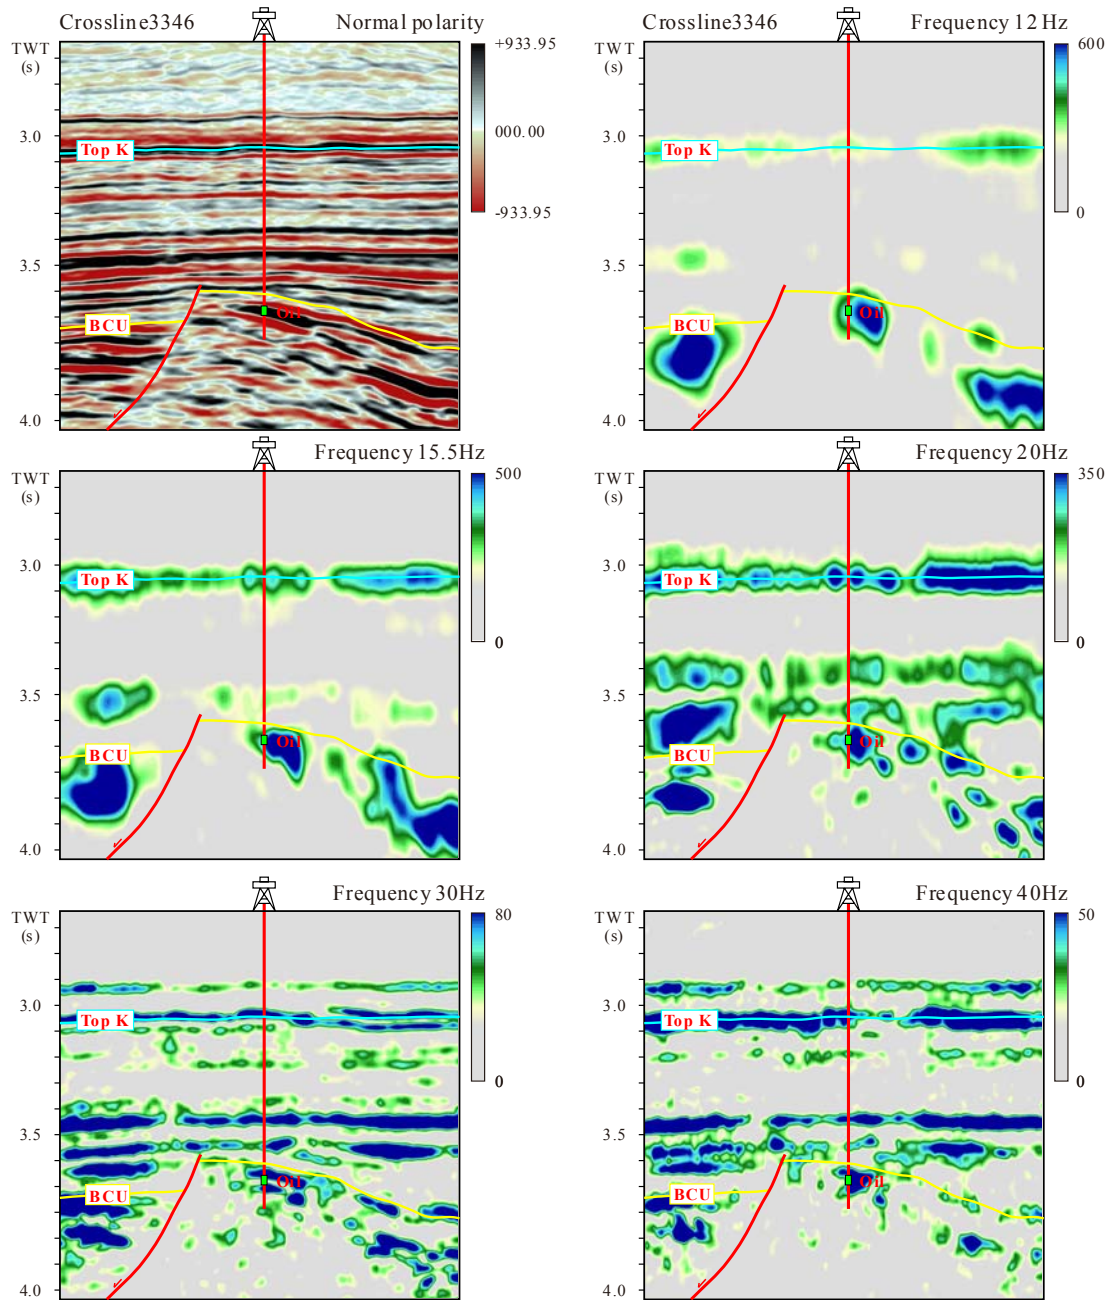 Crossline3346 Normal polarity
TWT
(s)
+933.95
000.00
-933.95
3.0
3.5
4.0
Top K
BCU
Oil
Crossline3346 Frequency 12 Hz
TWT
(s)
600
0
3.0
3.5
4.0
Top K
BCU
Oil
Frequency 15.5Hz
TWT
(s)
500
0
3.0
3.5
4.0
Top K
BCU
Oil
Frequency 20Hz
TWT
(s)
350
0
3.0
3.5
4.0
Top K
BCU
Oil
Frequency 30Hz
TWT
(s)
80
0
3.0
3.5
4.0
Top K
BCU
Oil
Frequency 40Hz
TWT
(s)
50
0
3.0
3.5
4.0
Top K
BCU
Oil